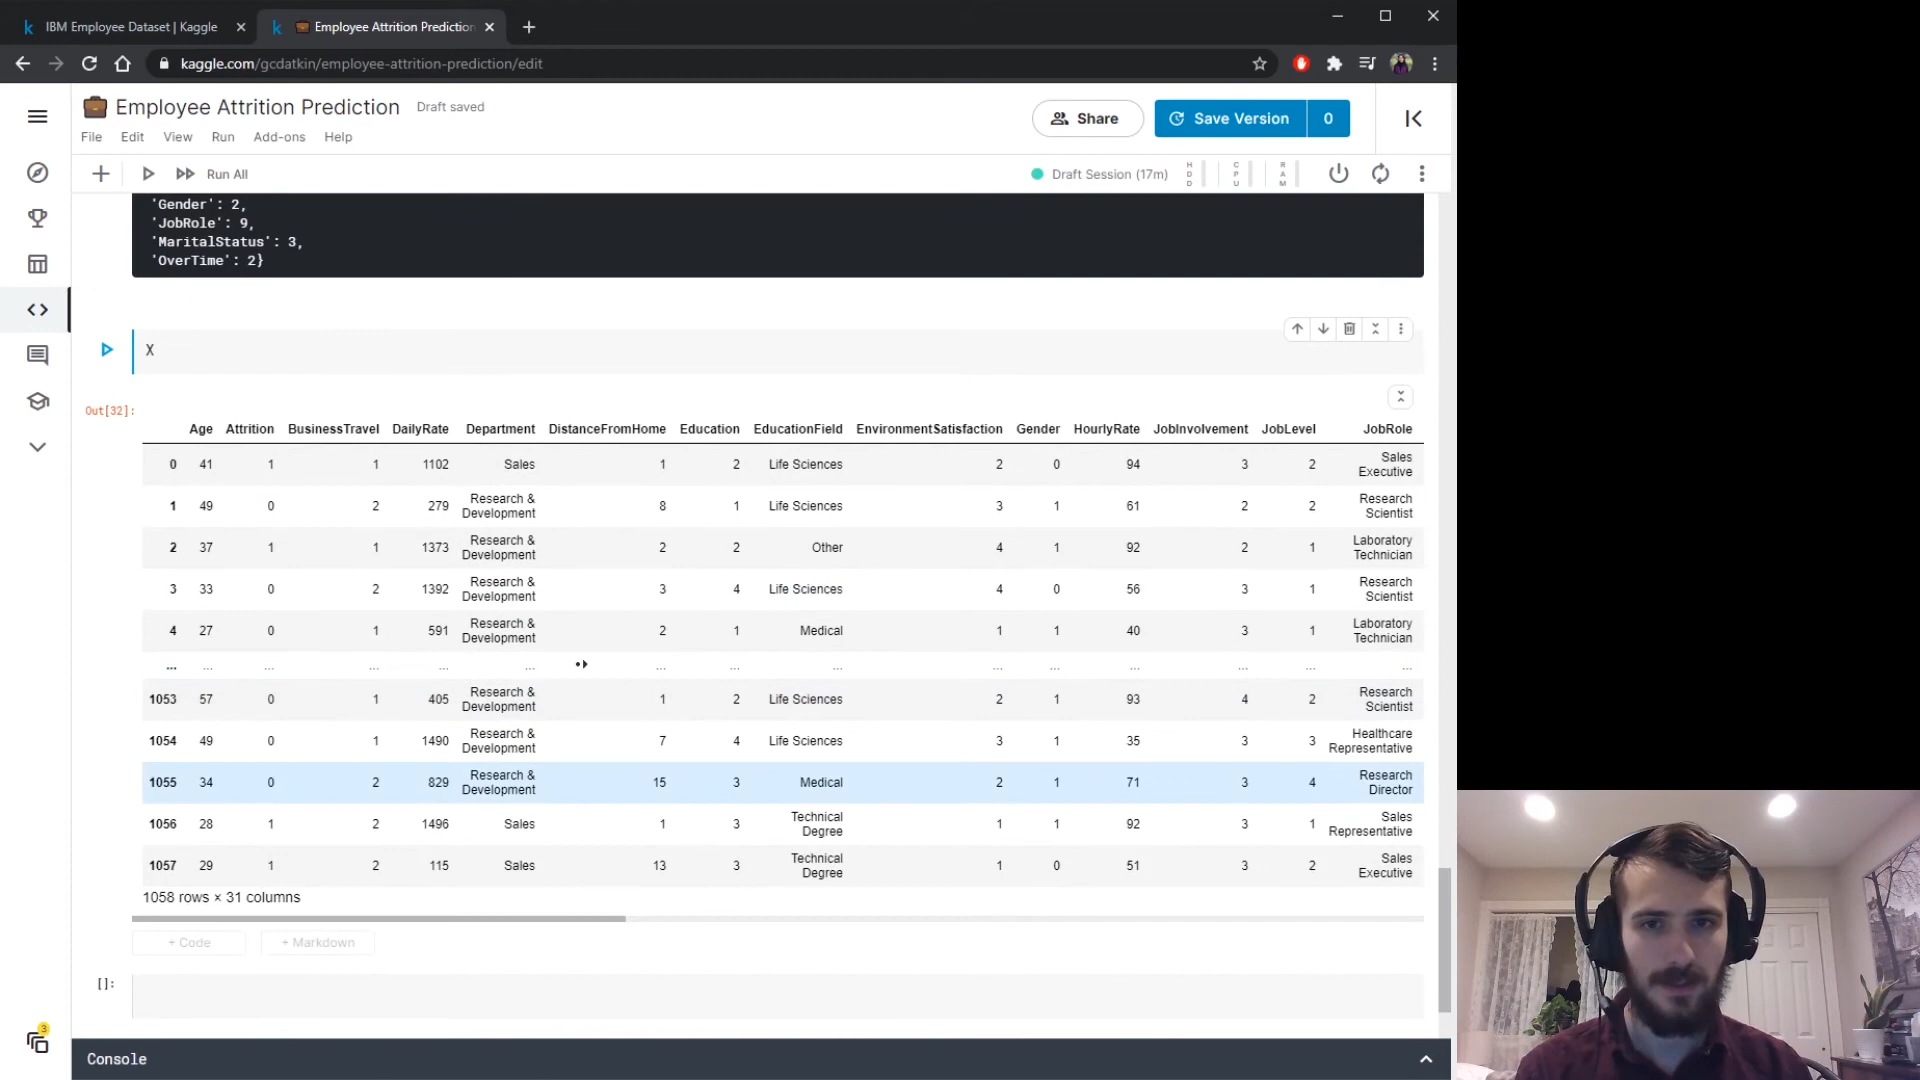 IBM Employee Dataset | Kaggle
Employee Attrition Prediction
kaggle.com/gcdatkin/employee-attrition-prediction/edit
Employee Attrition Prediction Draft saved
Share
Save Version 0
File Edit View Run Add-ons Help
Run All
Draft Session (17m)
HDD
CPU
RAM
'Gender': 2,
'JobRole': 9,
'MaritalStatus': 3,
'OverTime': 2}
X
Out[32]:
Age Attrition BusinessTravel DailyRate Department DistanceFromHome Education EducationField EnvironmentSatisfaction Gender HourlyRate JobInvolvement JobLevel JobRole
0 41 1 1 1102 Sales 1 2 Life Sciences 2 0 94 3 2 Sales Executive
1 49 0 2 279 Research & Development 8 1 Life Sciences 3 1 61 2 2 Research Scientist
2 37 1 1 1373 Research & Development 2 2 Other 4 1 92 2 1 Laboratory Technician
3 33 0 2 1392 Research & Development 3 4 Life Sciences 4 0 56 3 1 Research Scientist
4 27 0 1 591 Research & Development 2 1 Medical 1 1 40 3 1 Laboratory Technician
... ... ... ... ... ... ... ... ... ... ... ... ... ... ...
1053 57 0 1 405 Research & Development 1 2 Life Sciences 2 1 93 4 2 Research Scientist
1054 49 0 1 1490 Research & Development 7 4 Life Sciences 3 1 35 3 3 Healthcare Representative
1055 34 0 2 829 Research & Development 15 3 Medical 2 1 71 3 4 Research Director
1056 28 1 2 1496 Sales 1 3 Technical Degree 1 1 92 3 1 Sales Representative
1057 29 1 2 115 Sales 13 3 Technical Degree 1 0 51 3 2 Sales Executive
1058 rows × 31 columns
+ Code + Markdown
[]:
3
Console